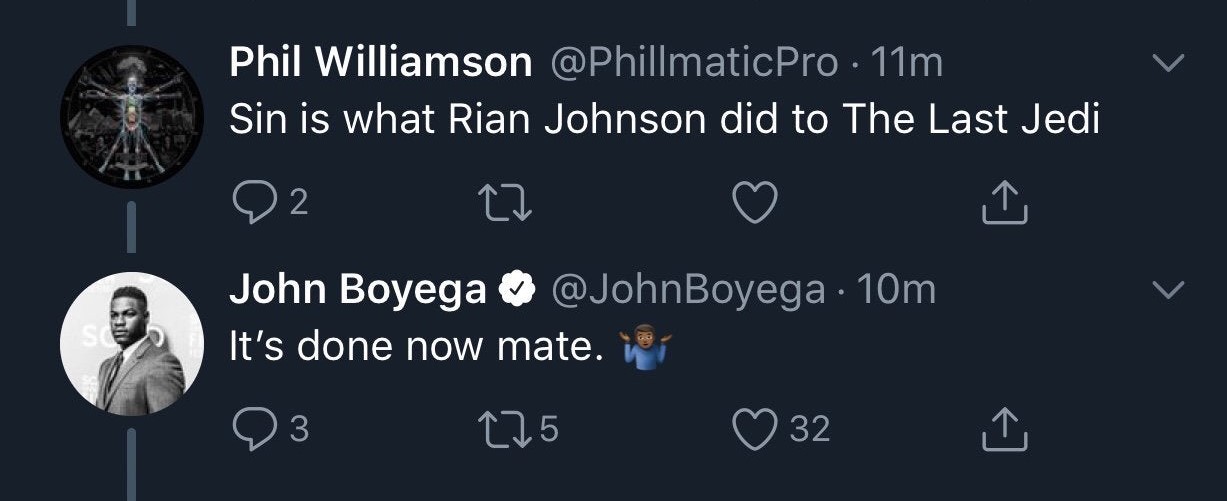 Phil Williamson @PhillmaticPro · 11m
Sin is what Rian Johnson did to The Last Jedi
2
John Boyega @JohnBoyega · 10m
It's done now mate. 🤷🏾‍♂️
3 5 32